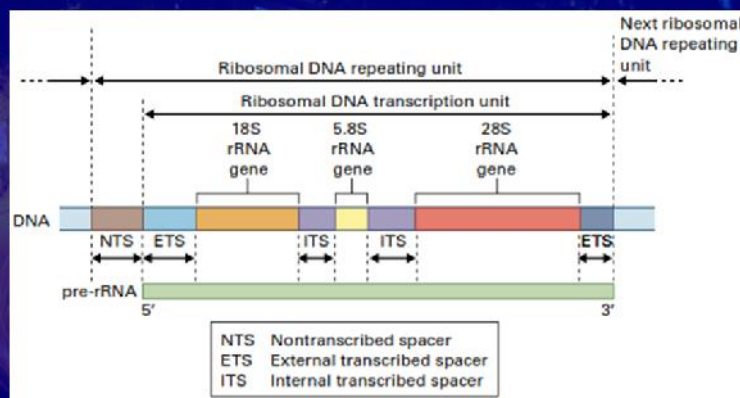 Next ribosomal
DNA repeating
unit
Ribosomal DNA repeating unit
Ribosomal DNA transcription unit
18S
rRNA
gene
5.8S
rRNA
gene
28S
rRNA
gene
DNA
NTS ETS ITS ITS ETS
pre-rRNA
5′ 3′
NTS Nontranscribed spacer
ETS External transcribed spacer
ITS Internal transcribed spacer